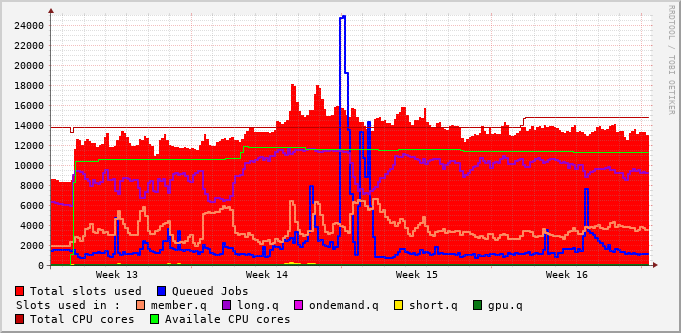 RRDTOOL / TOBI OETIKER
24000
22000
20000
18000
16000
14000
12000
10000
8000
6000
4000
2000
0
Week 13 Week 14 Week 15 Week 16
Total slots used Queued Jobs
Slots used in : member.q long.q ondemand.q short.q gpu.q
Total CPU cores Availale CPU cores